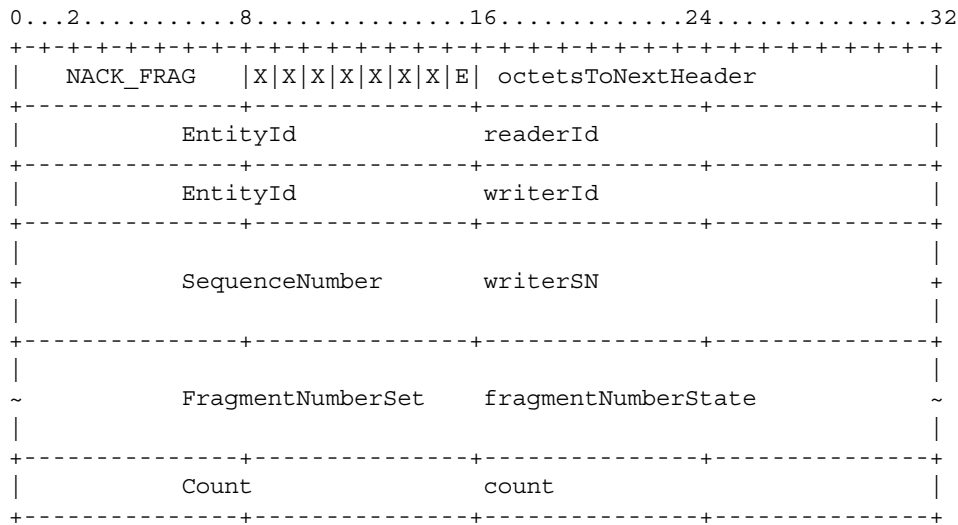 0...2...........8...............16.............24...............32
+-+-+-+-+-+-+-+-+-+-+-+-+-+-+-+-+-+-+-+-+-+-+-+-+-+-+-+-+-+-+-+-+
|   NACK_FRAG   |X|X|X|X|X|X|X|E| octetsToNextHeader            |
+---------------+---------------+---------------+---------------+
|           EntityId             readerId                       |
+---------------+---------------+---------------+---------------+
|           EntityId             writerId                       |
+---------------+---------------+---------------+---------------+
|                                                               |
+           SequenceNumber       writerSN                       +
|                                                               |
+---------------+---------------+---------------+---------------+
|                                                               |
~           FragmentNumberSet    fragmentNumberState            ~
|                                                               |
+---------------+---------------+---------------+---------------+
|           Count                count                          |
+---------------+---------------+---------------+---------------+